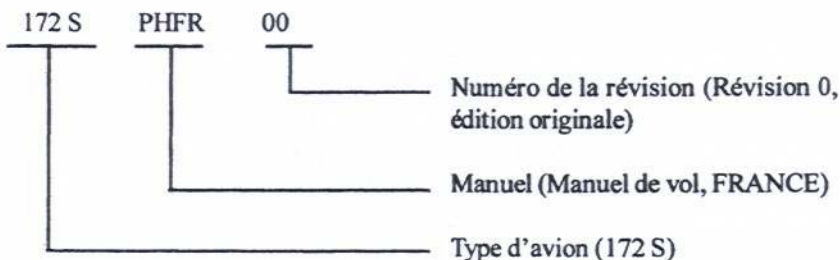 172 S PHFR 00
Numéro de la révision (Révision 0,
édition originale)
Manuel (Manuel de vol, FRANCE)
Type d'avion (172 S)